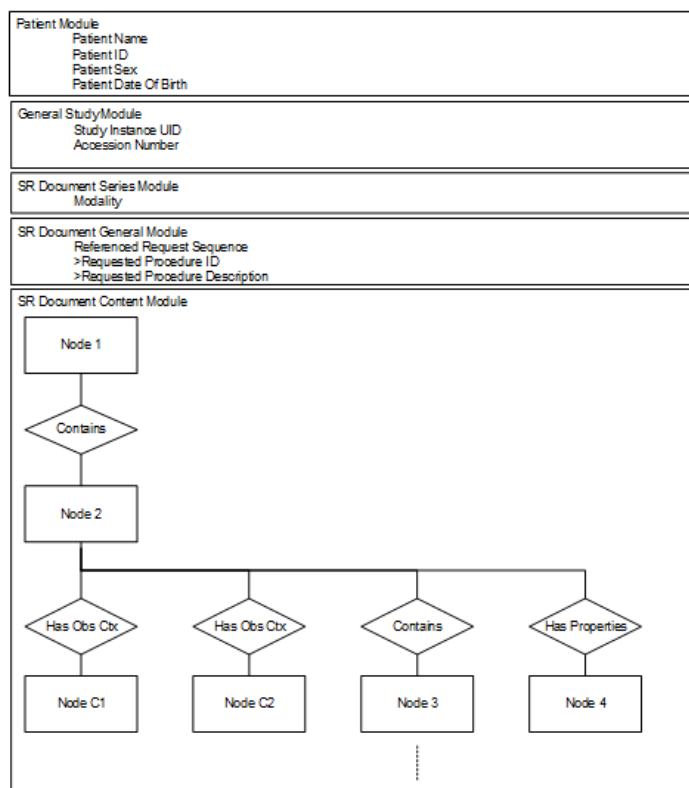 Patient Module
Patient Name
Patient ID
Patient Sex
Patient Date Of Birth
General Study Module
Study Instance UID
Accession Number
SR Document Series Module
Modality
SR Document General Module
Referenced Request Sequence
>Requested Procedure ID
>Requested Procedure Description
SR Document Content Module
Node 1
Contains
Node 2
Has Obs Ctx
Has Obs Ctx
Contains
Has Properties
Node C1
Node C2
Node 3
Node 4